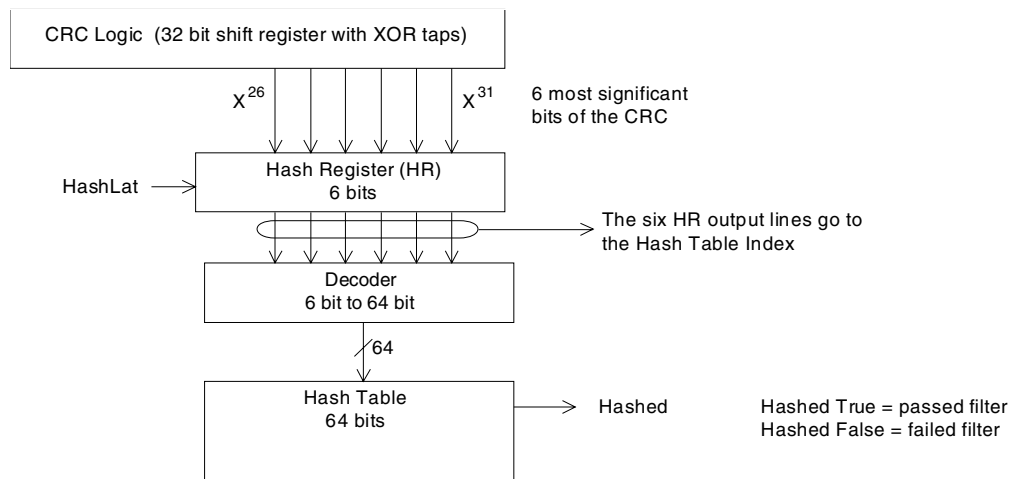 CRC Logic (32 bit shift register with XOR taps)
X^26
X^31
6 most significant
bits of the CRC
Hash Register (HR)
6 bits
HashLat
The six HR output lines go to
the Hash Table Index
Decoder
6 bit to 64 bit
64
Hash Table
64 bits
Hashed
Hashed True = passed filter
Hashed False = failed filter